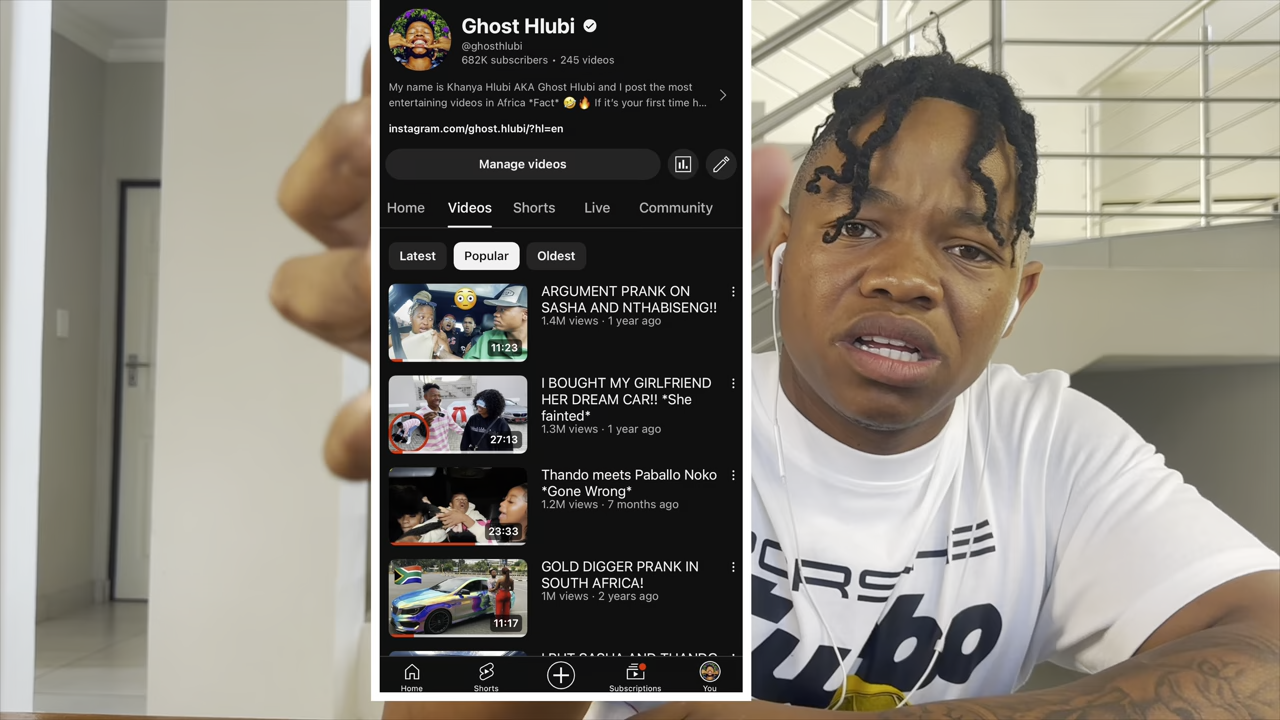 Ghost Hlubi
@ghosthlubi
682K subscribers • 245 videos
My name is Khanya Hlubi AKA Ghost Hlubi and I post the most
entertaining videos in Africa *Fact* 🤣🔥 If it's your first time h...
instagram.com/ghost.hlubi/?hl=en
Manage videos
Home Videos Shorts Live Community
Latest Popular Oldest
ARGUMENT PRANK ON
SASHA AND NTHABISENG!!
1.4M views · 1 year ago
11:23
I BOUGHT MY GIRLFRIEND
HER DREAM CAR!! *She
fainted*
1.3M views · 1 year ago
27:13
Thando meets Paballo Noko
*Gone Wrong*
1.2M views · 7 months ago
23:33
GOLD DIGGER PRANK IN
SOUTH AFRICA!
1M views · 2 years ago
11:17
I PUT SASHA AND THANDO
Home Shorts Subscriptions You